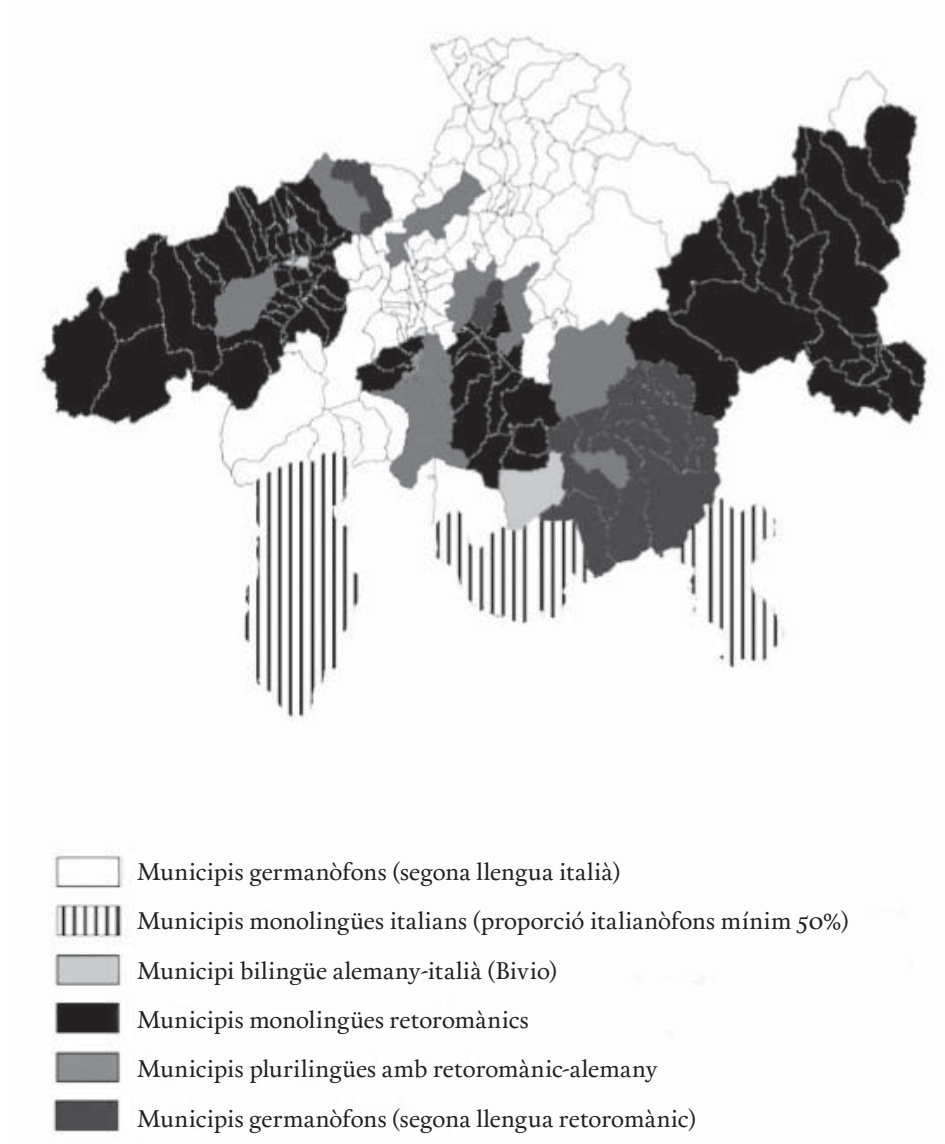 Municipis germanòfons (segona llengua italià)
Municipis monolingües italians (proporció italianòfons mínim 50%)
Municipi bilingüe alemany-italià (Bivio)
Municipis monolingües retoromànics
Municipis plurilingües amb retoromànic-alemany
Municipis germanòfons (segona llengua retoromànic)